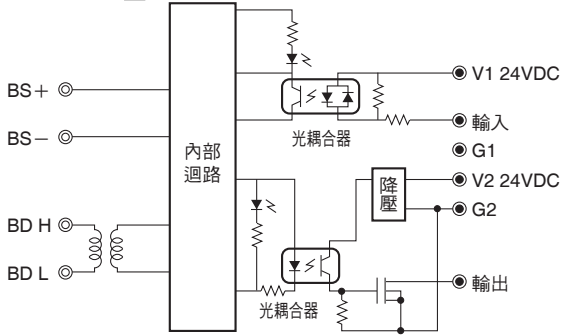 BS＋
BS－
BD H
BD L
內部
迴路
光耦合器
V1 24VDC
輸入
G1
V2 24VDC
G2
降
壓
光耦合器
輸出